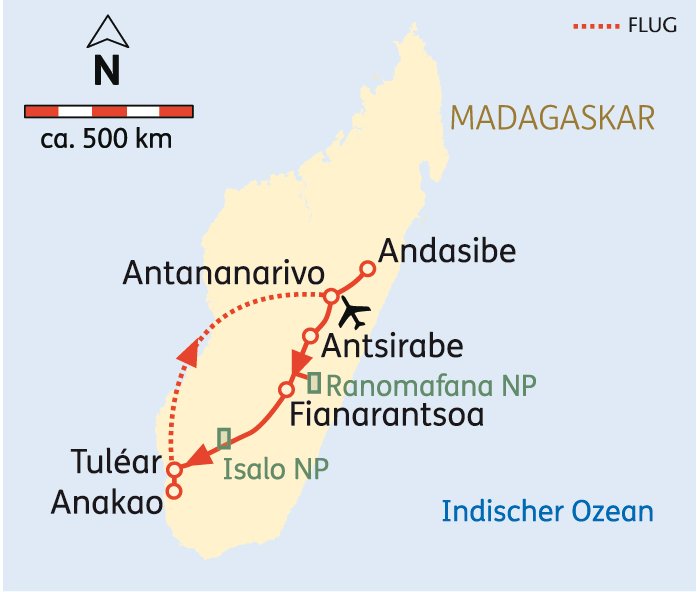 FLUG
N
ca. 500 km
MADAGASKAR
Andasibe
Antananarivo
Antsirabe
Ranomafana NP
Fianarantsoa
Tuléar
Isalo NP
Anakao
Indischer Ozean